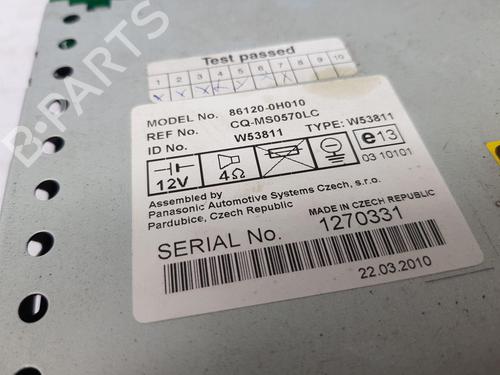 Test passed
1 2 3 4 5 6 7 8 9 10
MODEL No. 86120-0H010
REF No. CQ-MS0570LC
ID No. W53811 TYPE: W53811
12V 4Ω e13
03 10101
Assembled by
Panasonic Automotive Systems Czech, s.r.o.
Pardubice, Czech Republic
MADE IN CZECH REPUBLIC
SERIAL No. 1270331
22.03.2010
B-PARTS